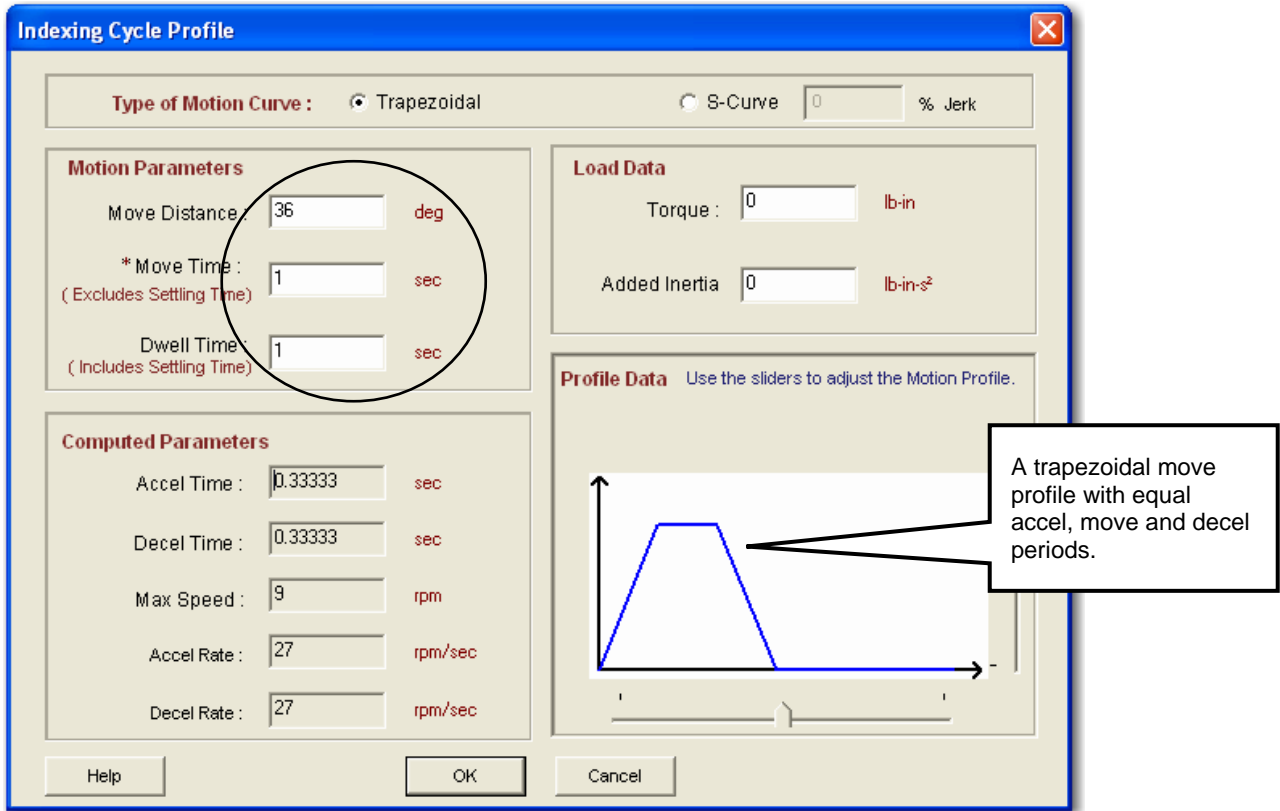 Indexing Cycle Profile
Type of Motion Curve : Trapezoidal S-Curve 0 % Jerk
Motion Parameters
Move Distance : 36 deg
* Move Time : 1 sec
( Excludes Settling Time)
Dwell Time : 1 sec
( Includes Settling Time)
Load Data
Torque : 0 lb-in
Added Inertia 0 lb-in-s²
Computed Parameters
Accel Time : 0.33333 sec
Decel Time : 0.33333 sec
Max Speed : 9 rpm
Accel Rate : 27 rpm/sec
Decel Rate : 27 rpm/sec
Profile Data Use the sliders to adjust the Motion Profile.
A trapezoidal move
profile with equal
accel, move and decel
periods.
Help OK Cancel